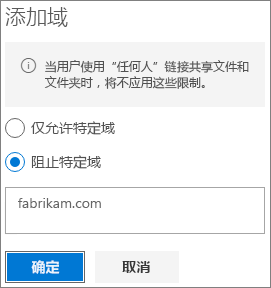 添加域
当用户使用“任何人”链接共享文件和
文件夹时，将不应用这些限制。
仅允许特定域
阻止特定域
fabrikam.com
确定 取消